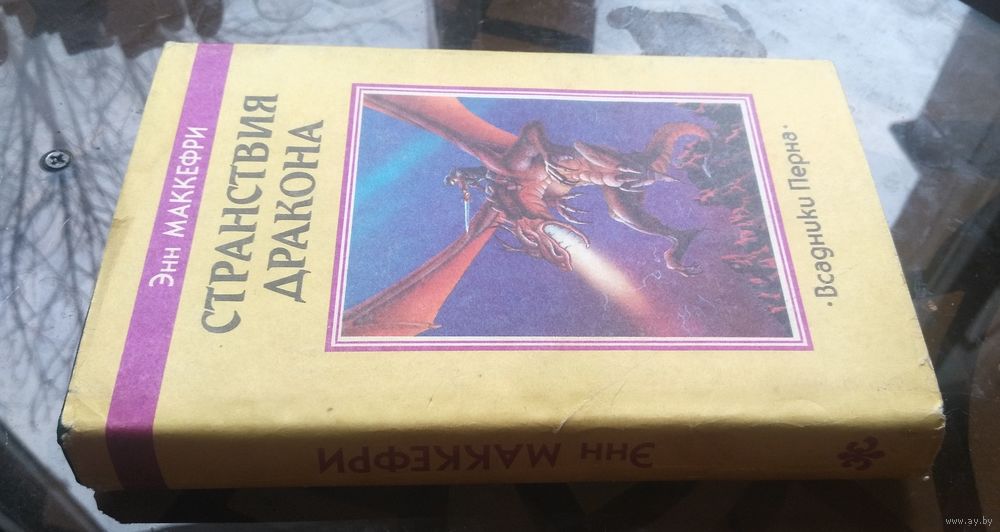 Энн МАККЕФРИ
СТРАНСТВИЯ
ДРАКОНА
•Всадники Перна•
Энн МАККЕФРИ
www.ay.by